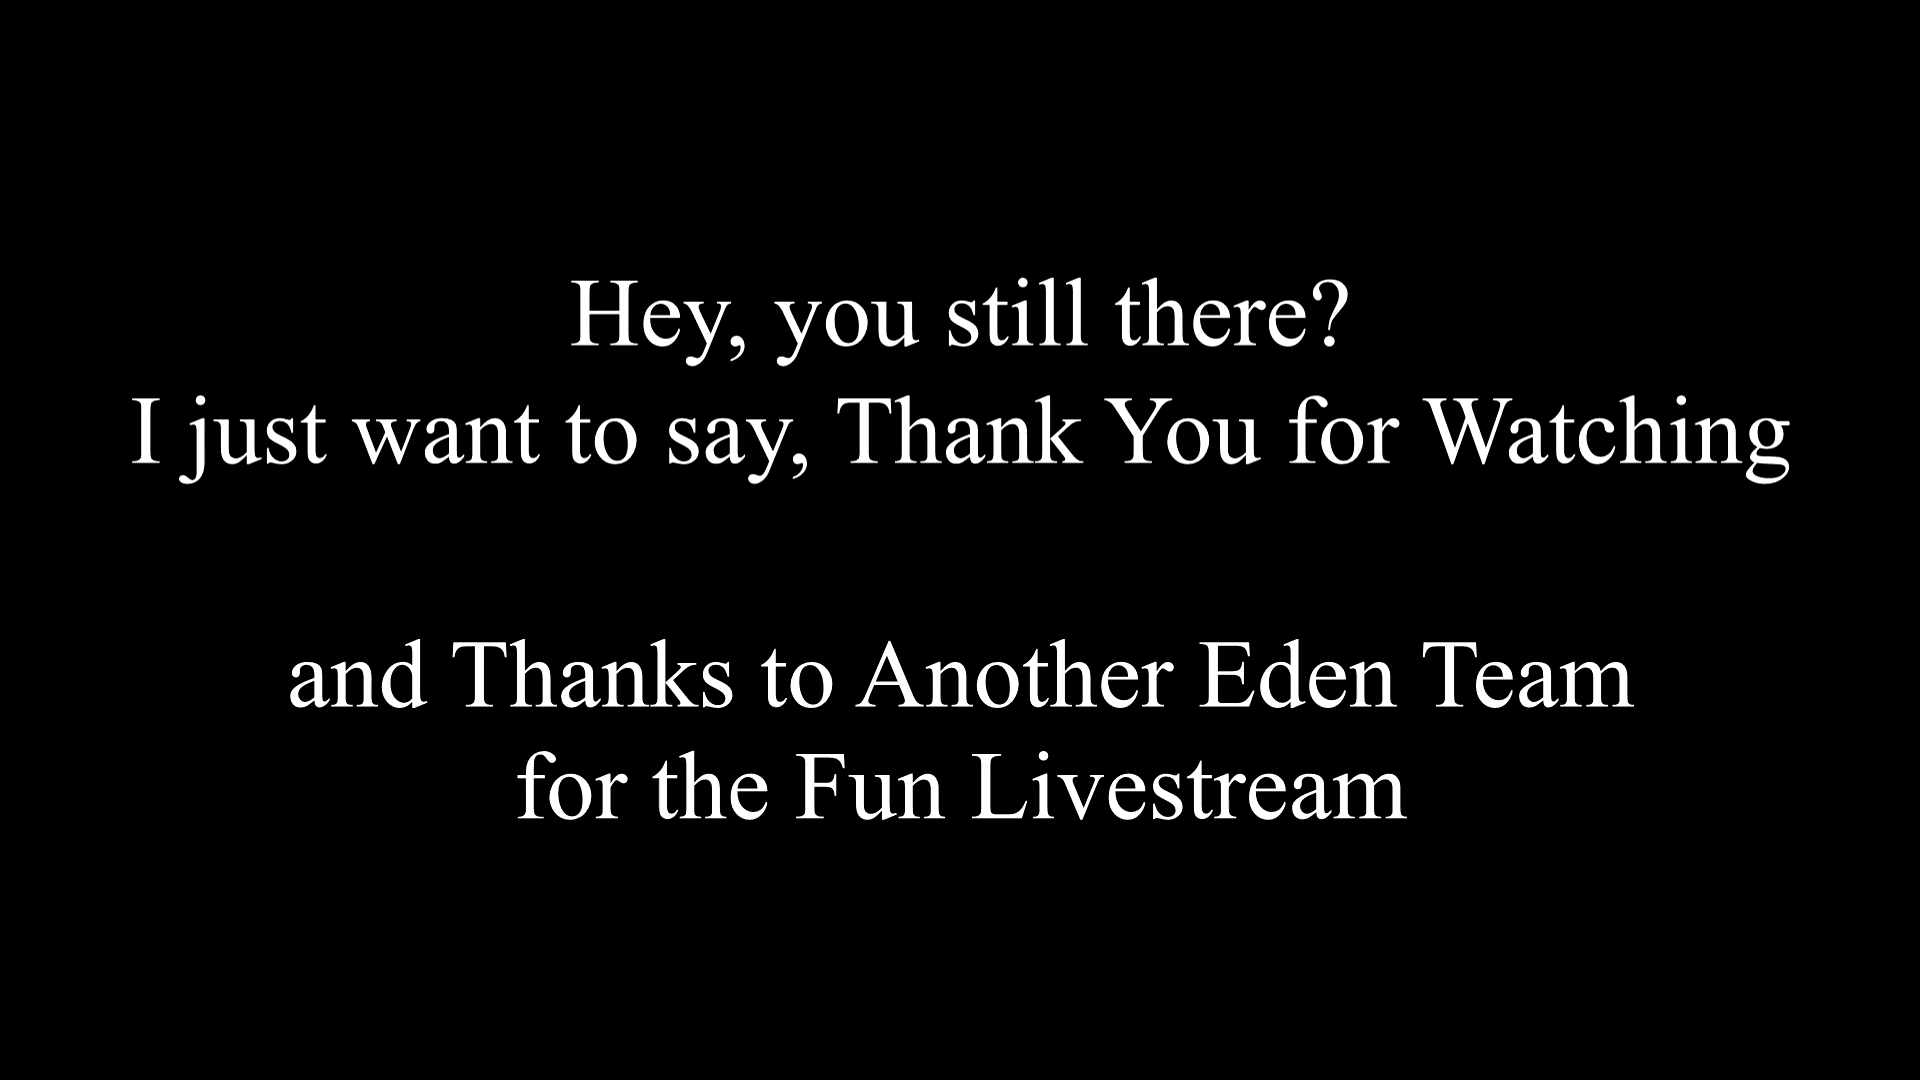 Hey, you still there?
I just want to say, Thank You for Watching
and Thanks to Another Eden Team
for the Fun Livestream